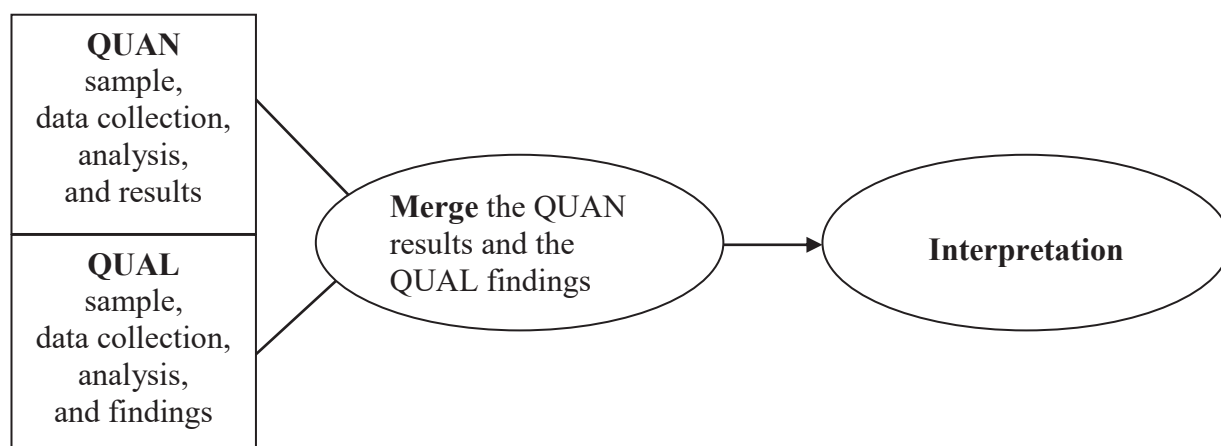 QUAN
sample,
data collection,
analysis,
and results
QUAL
sample,
data collection,
analysis,
and findings
Merge the QUAN
results and the
QUAL findings
Interpretation